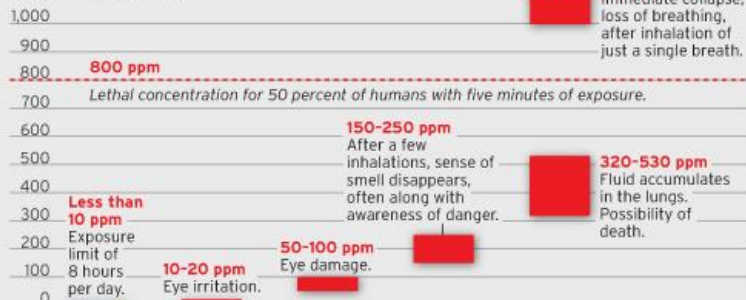 immediate collapse,
loss of breathing,
after inhalation of
just a single breath.
1,000
900
800
800 ppm
Lethal concentration for 50 percent of humans with five minutes of exposure.
700
600
500
400
300
200
100
0
150-250 ppm
After a few
inhalations, sense of
smell disappears,
often along with
awareness of danger.
320-530 ppm
Fluid accumulates
in the lungs.
Possibility of
death.
Less than
10 ppm
Exposure
limit of
8 hours
per day.
10-20 ppm
Eye irritation.
50-100 ppm
Eye damage.